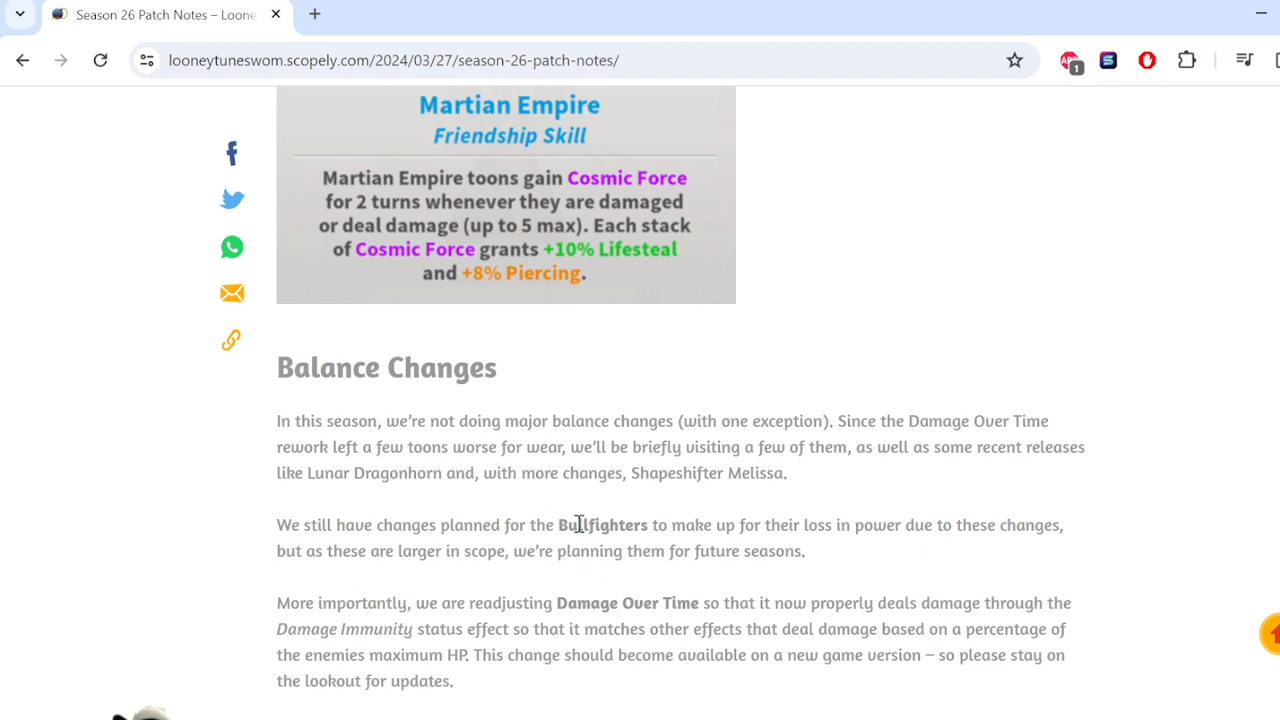 Season 26 Patch Notes – Loone
looneytuneswom.scopely.com/2024/03/27/season-26-patch-notes/
1
Martian Empire
Friendship Skill
Martian Empire toons gain Cosmic Force
for 2 turns whenever they are damaged
or deal damage (up to 5 max). Each stack
of Cosmic Force grants +10% Lifesteal
and +8% Piercing.
Balance Changes
In this season, we're not doing major balance changes (with one exception). Since the Damage Over Time
rework left a few toons worse for wear, we'll be briefly visiting a few of them, as well as some recent releases
like Lunar Dragonhorn and, with more changes, Shapeshifter Melissa.
We still have changes planned for the Bullfighters to make up for their loss in power due to these changes,
but as these are larger in scope, we're planning them for future seasons.
More importantly, we are readjusting Damage Over Time so that it now properly deals damage through the
Damage Immunity status effect so that it matches other effects that deal damage based on a percentage of
the enemies maximum HP. This change should become available on a new game version – so please stay on
the lookout for updates.